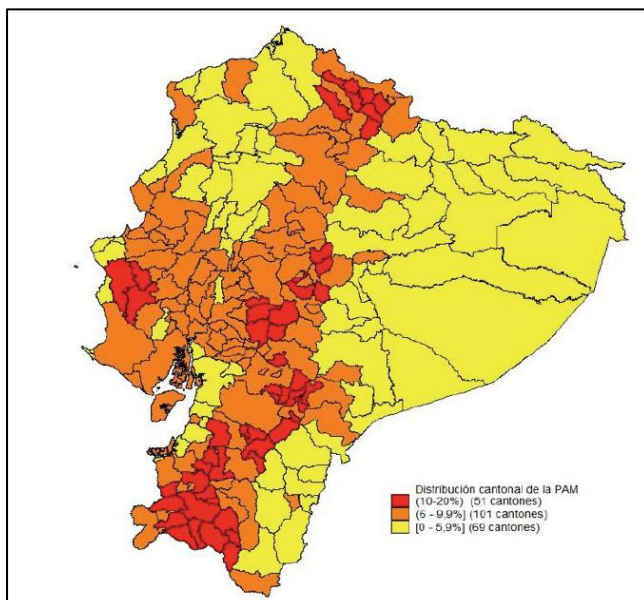 Distribución cantonal de la PAM
(10-20%) (51 cantones)
(6 - 9,9%] (101 cantones)
[0 - 5,9%] (69 cantones)